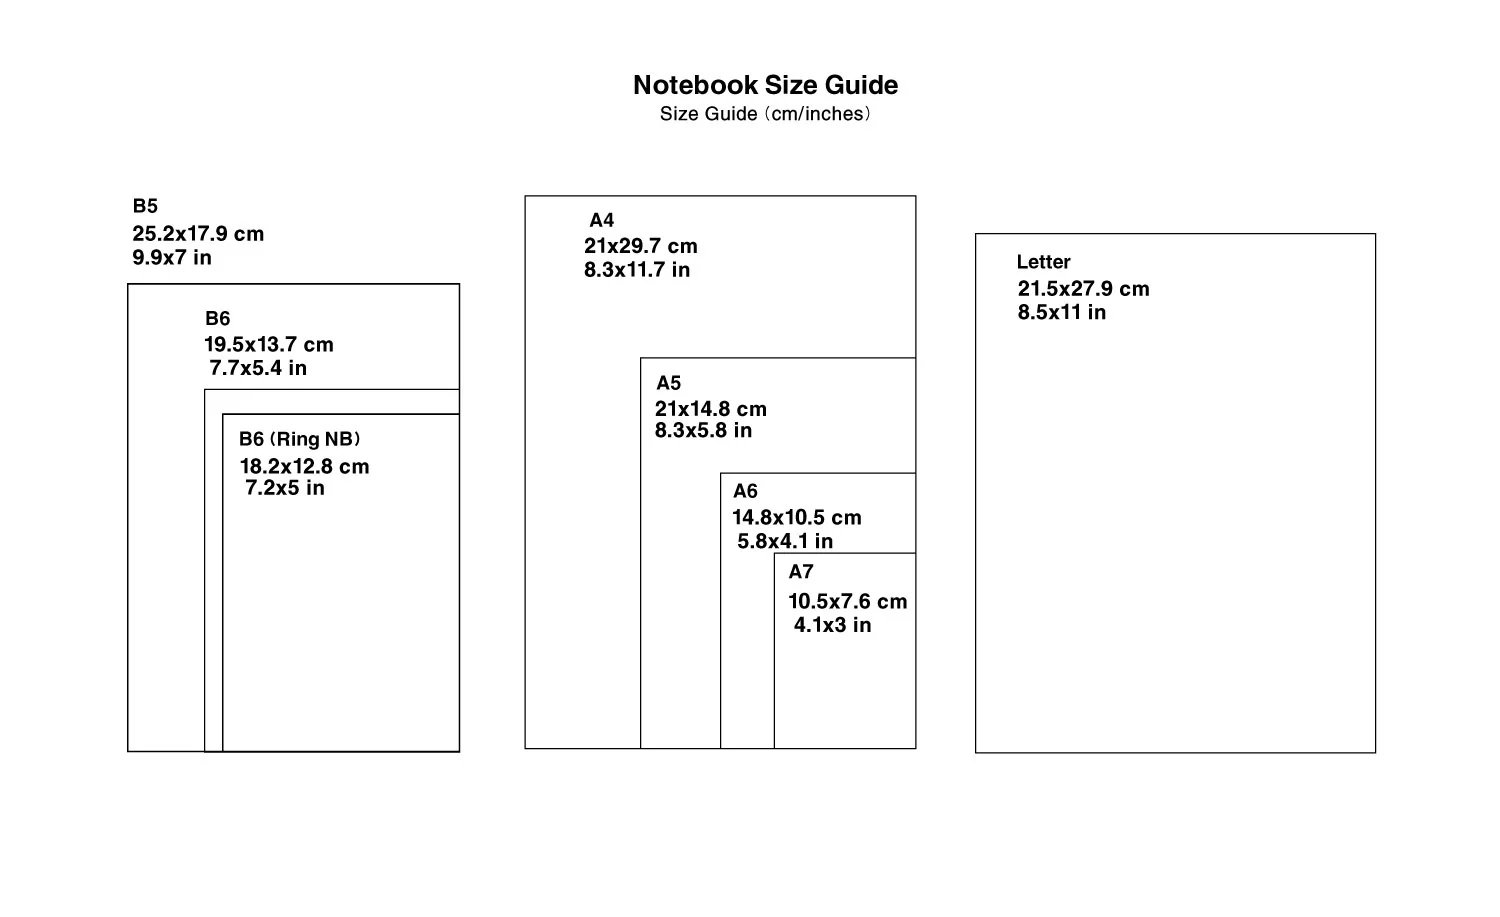 Notebook Size Guide
Size Guide (cm/inches)
B5
25.2x17.9 cm
9.9x7 in
B6
19.5x13.7 cm
7.7x5.4 in
B6 (Ring NB)
18.2x12.8 cm
7.2x5 in
A4
21x29.7 cm
8.3x11.7 in
A5
21x14.8 cm
8.3x5.8 in
A6
14.8x10.5 cm
5.8x4.1 in
A7
10.5x7.6 cm
4.1x3 in
Letter
21.5x27.9 cm
8.5x11 in